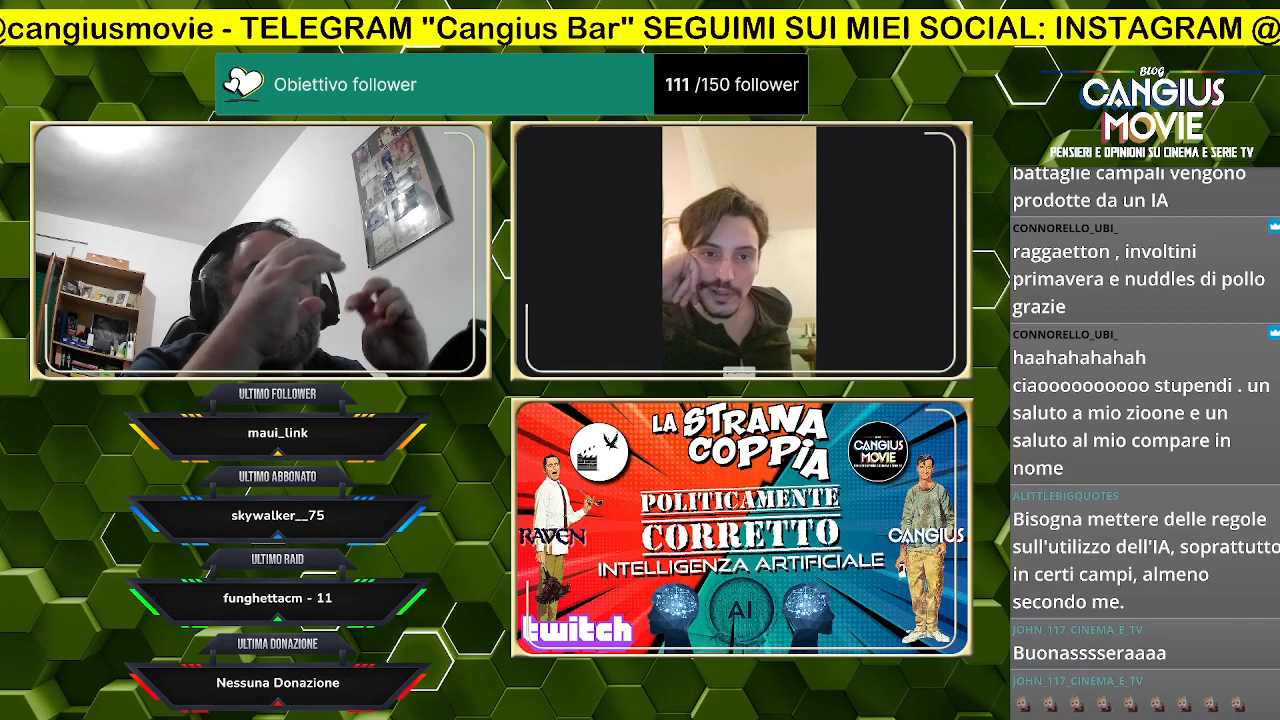 @cangiusmovie - TELEGRAM "Cangius Bar" SEGUIMI SUI MIEI SOCIAL: INSTAGRAM @
Obiettivo follower
111 /150 follower
BLOG
CANGIUS
MOVIE
PENSIERI E OPINIONI SU CINEMA E SERIE TV
battaglie campali vengono
prodotte da un IA
CONNORELLO_UBI_
raggaetton , involtini
primavera e nuddles di pollo
grazie
CONNORELLO_UBI_
haahahahahah
ciaoooooooooo stupendi . un
saluto a mio zioone e un
saluto al mio compare in
nome
ALITTLEBIGQUOTES
Bisogna mettere delle regole
sull'utilizzo dell'IA, soprattutto
in certi campi, almeno
secondo me.
JOHN_117_CINEMA_E_TV
Buonasssseraaaa
JOHN_117_CINEMA_E_TV
ULTIMO FOLLOWER
maui_link
ULTIMO ABBONATO
skywalker__75
ULTIMO RAID
funghettacm - 11
ULTIMA DONAZIONE
Nessuna Donazione
LA STRANA
COPPIA
CANGIUS
MOVIE
POLITICAMENTE
CORRETTO
INTELLIGENZA ARTIFICIALE
RAVEN
CANGIUS
AI
twitch